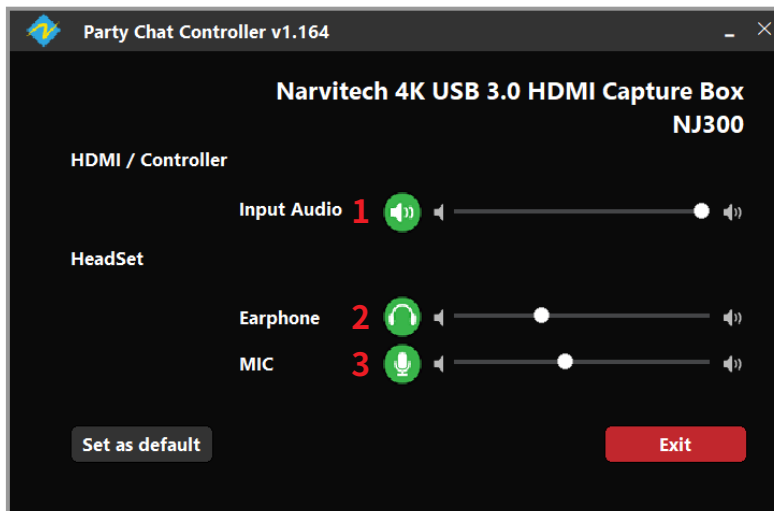 Party Chat Controller v1.164
Narvitech 4K USB 3.0 HDMI Capture Box
NJ300
HDMI / Controller
Input Audio 1
HeadSet
Earphone 2
MIC 3
Set as default Exit